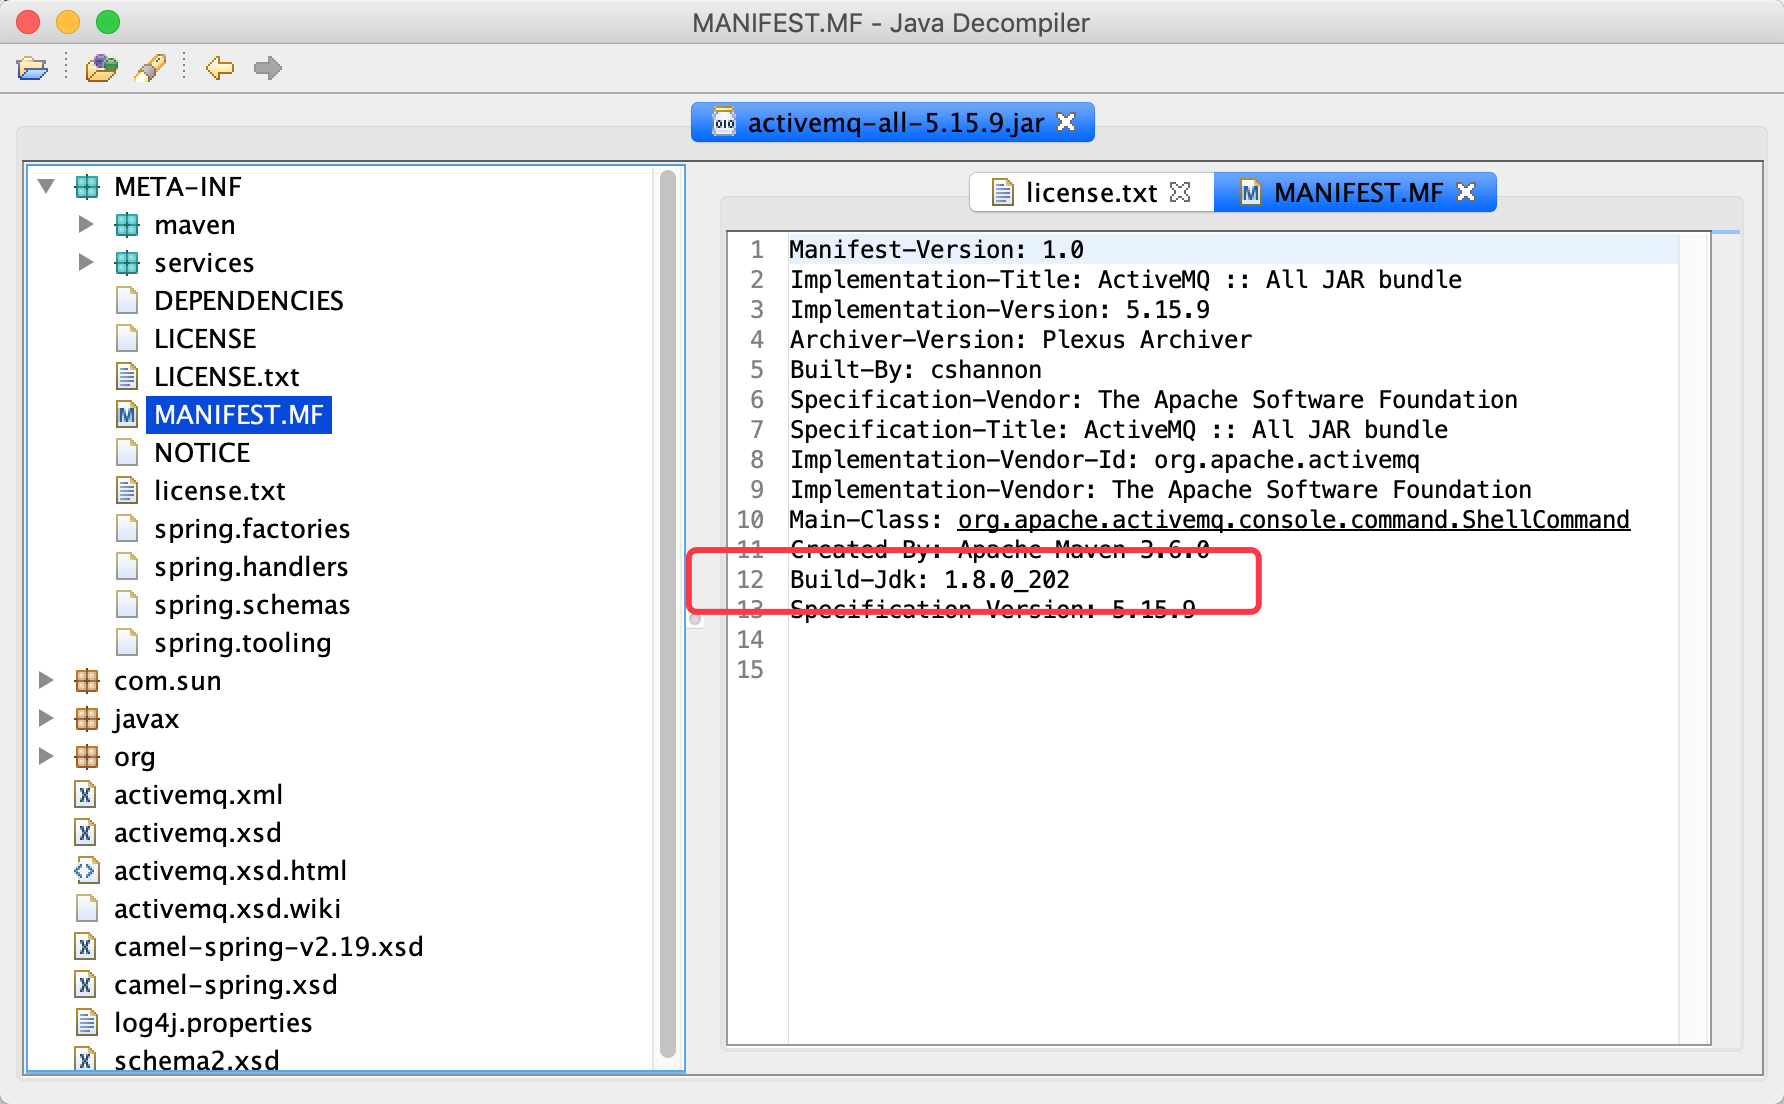 MANIFEST.MF - Java Decompiler
activemq-all-5.15.9.jar
META-INF
maven
services
DEPENDENCIES
LICENSE
LICENSE.txt
MANIFEST.MF
NOTICE
license.txt
spring.factories
spring.handlers
spring.schemas
spring.tooling
com.sun
javax
org
activemq.xml
activemq.xsd
activemq.xsd.html
activemq.xsd.wiki
camel-spring-v2.19.xsd
camel-spring.xsd
log4j.properties
schema2.xsd
license.txt
MANIFEST.MF
1 Manifest-Version: 1.0
2 Implementation-Title: ActiveMQ :: All JAR bundle
3 Implementation-Version: 5.15.9
4 Archiver-Version: Plexus Archiver
5 Built-By: cshannon
6 Specification-Vendor: The Apache Software Foundation
7 Specification-Title: ActiveMQ :: All JAR bundle
8 Implementation-Vendor-Id: org.apache.activemq
9 Implementation-Vendor: The Apache Software Foundation
10 Main-Class: org.apache.activemq.console.command.ShellCommand
11 Created-By: Apache Maven 3.6.0
12 Build-Jdk: 1.8.0_202
13 Specification-Version: 5.15.9
14
15